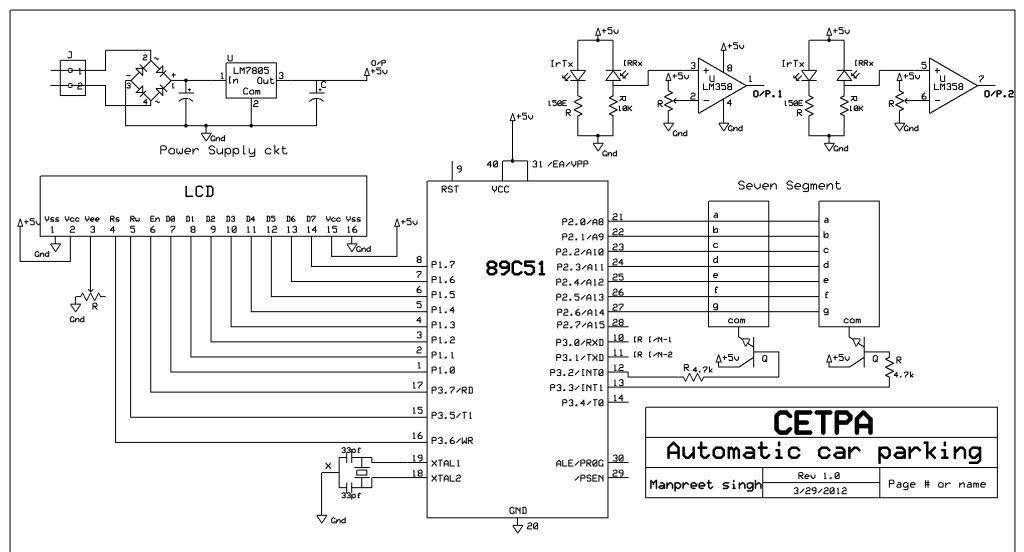 J
1
2
2
3
1
4
~
~
-
+
U
LM7805
In
Out
Com
1
3
2
C
O/P
+5v
Gnd
Power Supply ckt
+5v
IrTx
IRRx
150E
R
R
10K
Gnd
+5v
R
3
2
+
-
U
LM358
+5v
8
4
Gnd
1
O/P.1
+5v
IrTx
IRRx
150E
R
R
10K
Gnd
+5v
R
5
6
+
-
U
LM358
7
O/P.2
Gnd
LCD
Vss Vcc Vee Rs Rw En D0 D1 D2 D3 D4 D5 D6 D7 Vcc Vss
1 2 3 4 5 6 7 8 9 10 11 12 13 14 15 16
+5v
Gnd
+5v
Gnd
R
Gnd
+5v
9
RST
40
VCC
31 /EA/VPP
89C51
8 P1.7
7 P1.6
6 P1.5
5 P1.4
4 P1.3
3 P1.2
2 P1.1
1 P1.0
17 P3.7/RD
15 P3.5/T1
16 P3.6/WR
19 XTAL1
18 XTAL2
33pf
X
33pf
Gnd
P2.0/A8 21
P2.1/A9 22
P2.2/A10 23
P2.3/A11 24
P2.4/A12 25
P2.5/A13 26
P2.6/A14 27
P2.7/A15 28
P3.0/RXD 10 IR I/N-1
P3.1/TXD 11 IR I/N-2
P3.2/INT0 12
P3.3/INT1 13
P3.4/T0 14
ALE/PROG 30
/PSEN 29
GND
20
Gnd
Seven Segment
a a
b b
c c
d d
e e
f f
g g
com
com
+5v
Q
R 4.7k
+5v
Q
R
4.7k
CETPA
Automatic car parking
Manpreet singh
Rev 1.0
3/29/2012
Page # or name